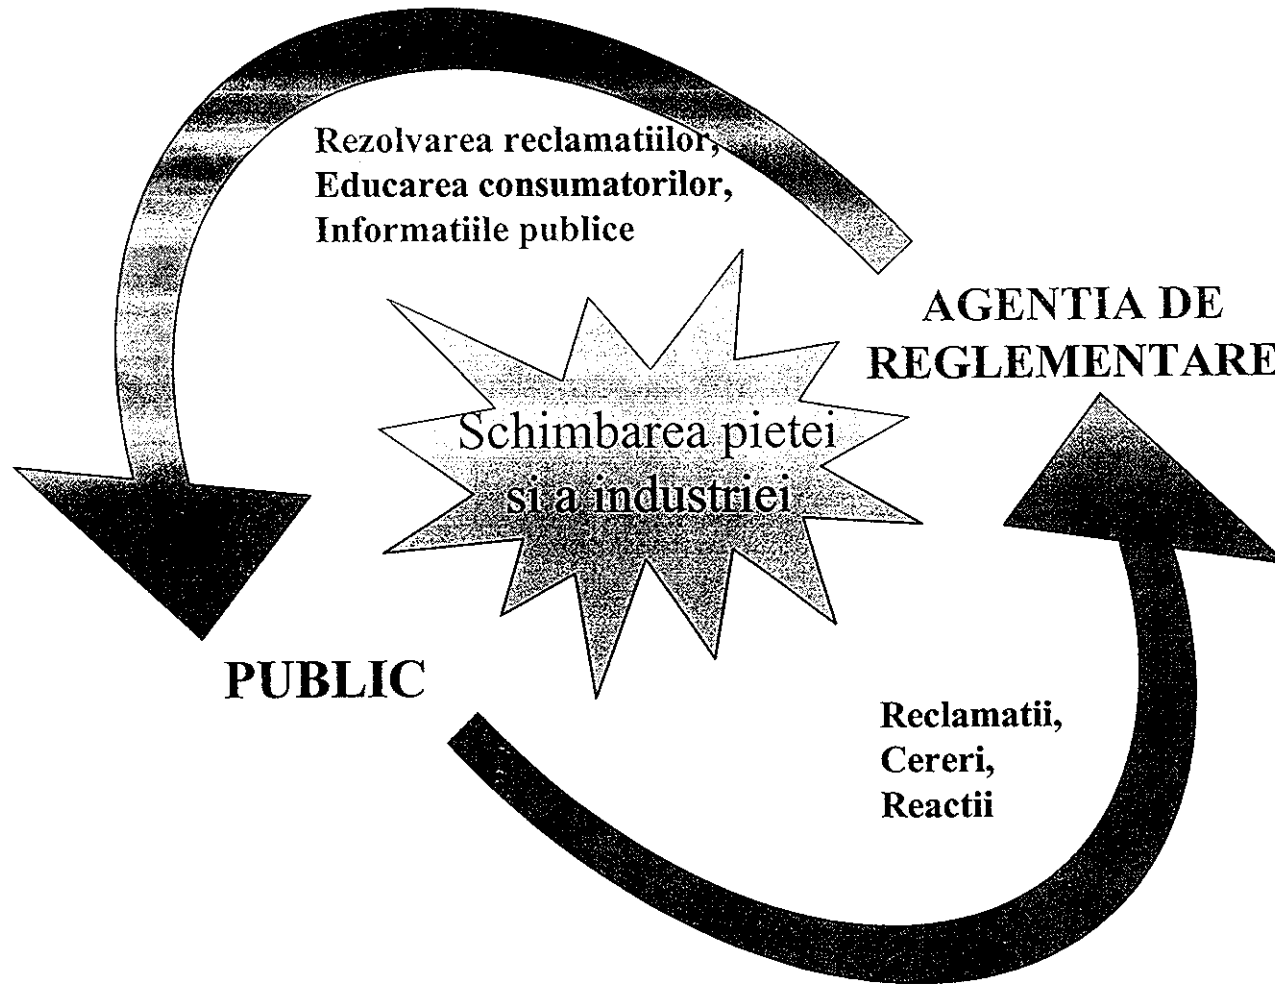 Rezolvarea reclamatiilor,
Educarea consumatorilor,
Informatiile publice
AGENTIA DE
REGLEMENTARE
Schimbarea pietei
si a industriei
PUBLIC
Reclamatii,
Cereri,
Reactii